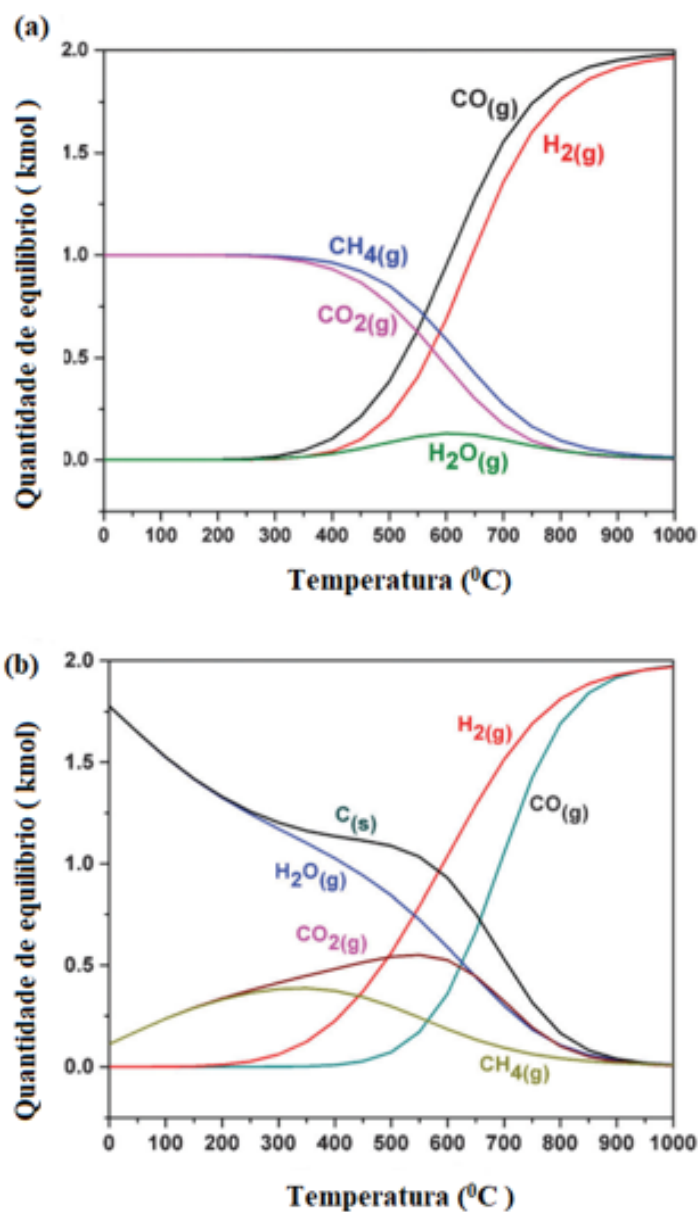 (a)
Quantidade de equilíbrio ( kmol)
2.0
1.5
1.0
0.5
0.0
CO(g)
H2(g)
CH4(g)
CO2(g)
H2O(g)
0 100 200 300 400 500 600 700 800 900 1000
Temperatura (⁰C)
(b)
Quantidade de equilíbrio ( kmol)
2.0
1.5
1.0
0.5
0.0
H2(g)
CO(g)
C(s)
H2O(g)
CO2(g)
CH4(g)
0 100 200 300 400 500 600 700 800 900 1000
Temperatura (⁰C )